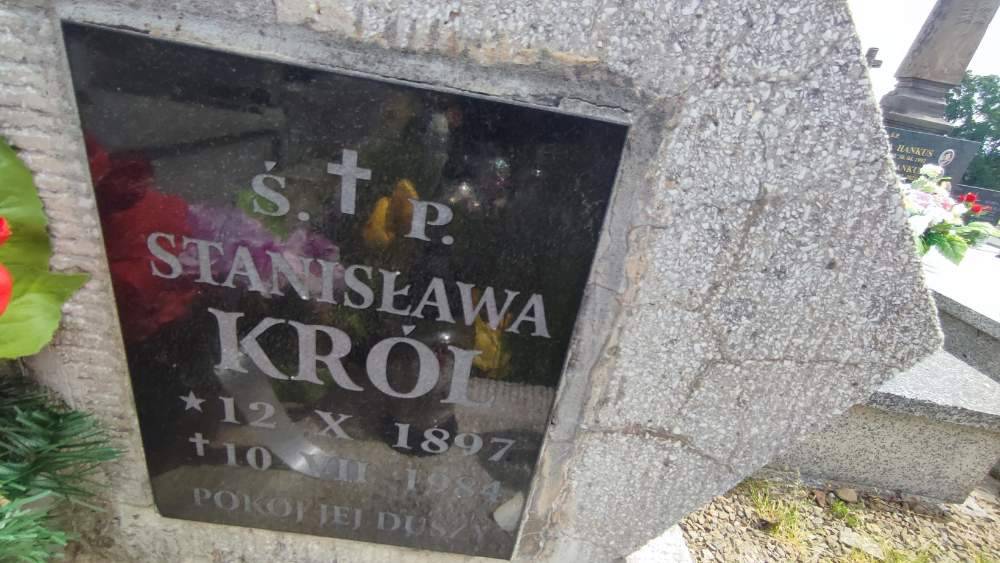 Ś. † P.
STANISŁAWA
KRÓL
★ 12 X 1897
† 10 VII 1984
POKÓJ JEJ DUSZY
HANKUS